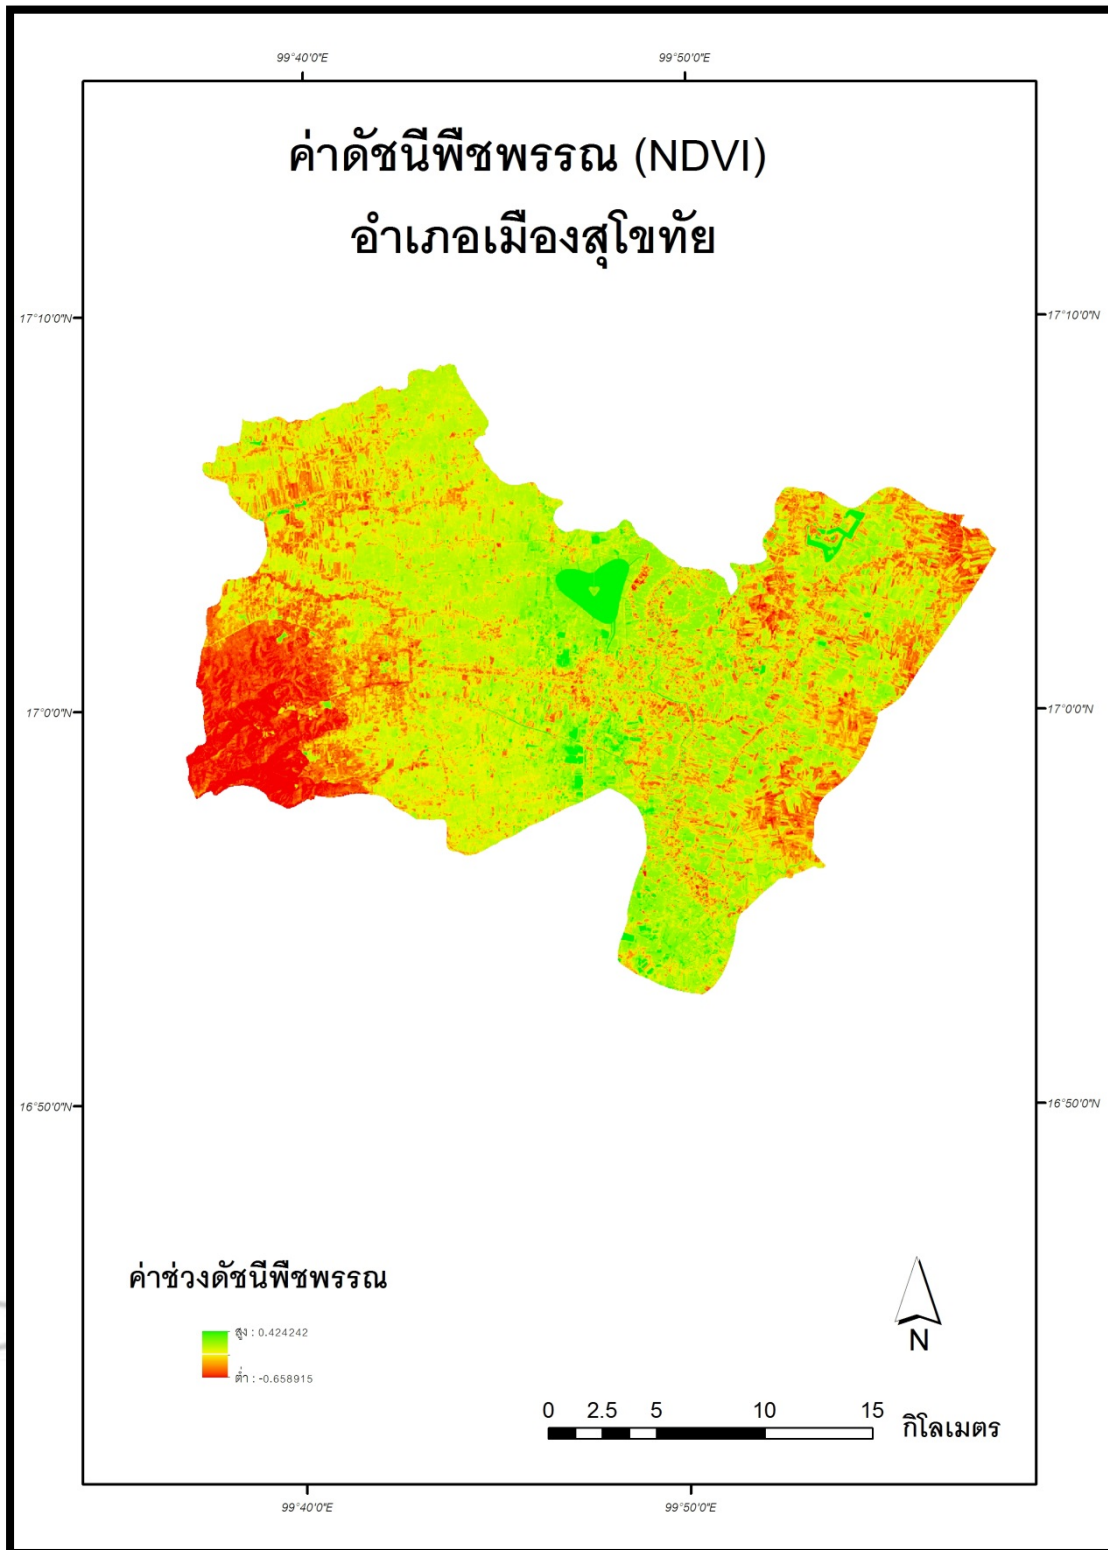 99°40'0"E 99°50'0"E
ค่าดัชนีพืชพรรณ (NDVI)
อำเภอเมืองสุโขทัย
17°10'0"N 17°10'0"N
17°0'0"N 17°0'0"N
16°50'0"N 16°50'0"N
ค่าช่วงดัชนีพืชพรรณ
สูง : 0.424242
ต่ำ : -0.658915
N
0 2.5 5 10 15 กิโลเมตร
99°40'0"E 99°50'0"E